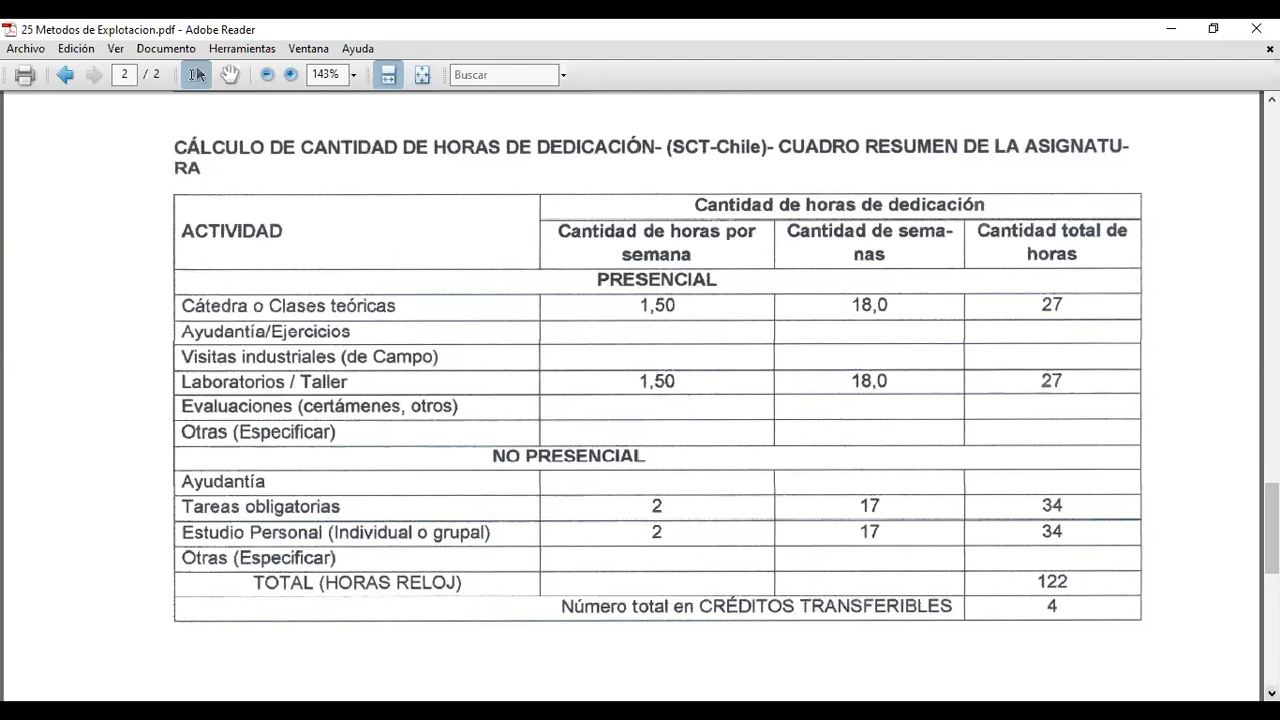 25 Metodos de Explotacion.pdf - Adobe Reader
Archivo Edición Ver Documento Herramientas Ventana Ayuda
2 / 2 143% Buscar
CÁLCULO DE CANTIDAD DE HORAS DE DEDICACIÓN- (SCT-Chile)- CUADRO RESUMEN DE LA ASIGNATU-
RA
Cantidad de horas de dedicación
ACTIVIDAD Cantidad de horas por semana Cantidad de sema-nas Cantidad total de horas
PRESENCIAL
Cátedra o Clases teóricas 1,50 18,0 27
Ayudantía/Ejercicios
Visitas industriales (de Campo)
Laboratorios / Taller 1,50 18,0 27
Evaluaciones (certámenes, otros)
Otras (Especificar)
NO PRESENCIAL
Ayudantía
Tareas obligatorias 2 17 34
Estudio Personal (Individual o grupal) 2 17 34
Otras (Especificar)
TOTAL (HORAS RELOJ) 122
Número total en CRÉDITOS TRANSFERIBLES 4